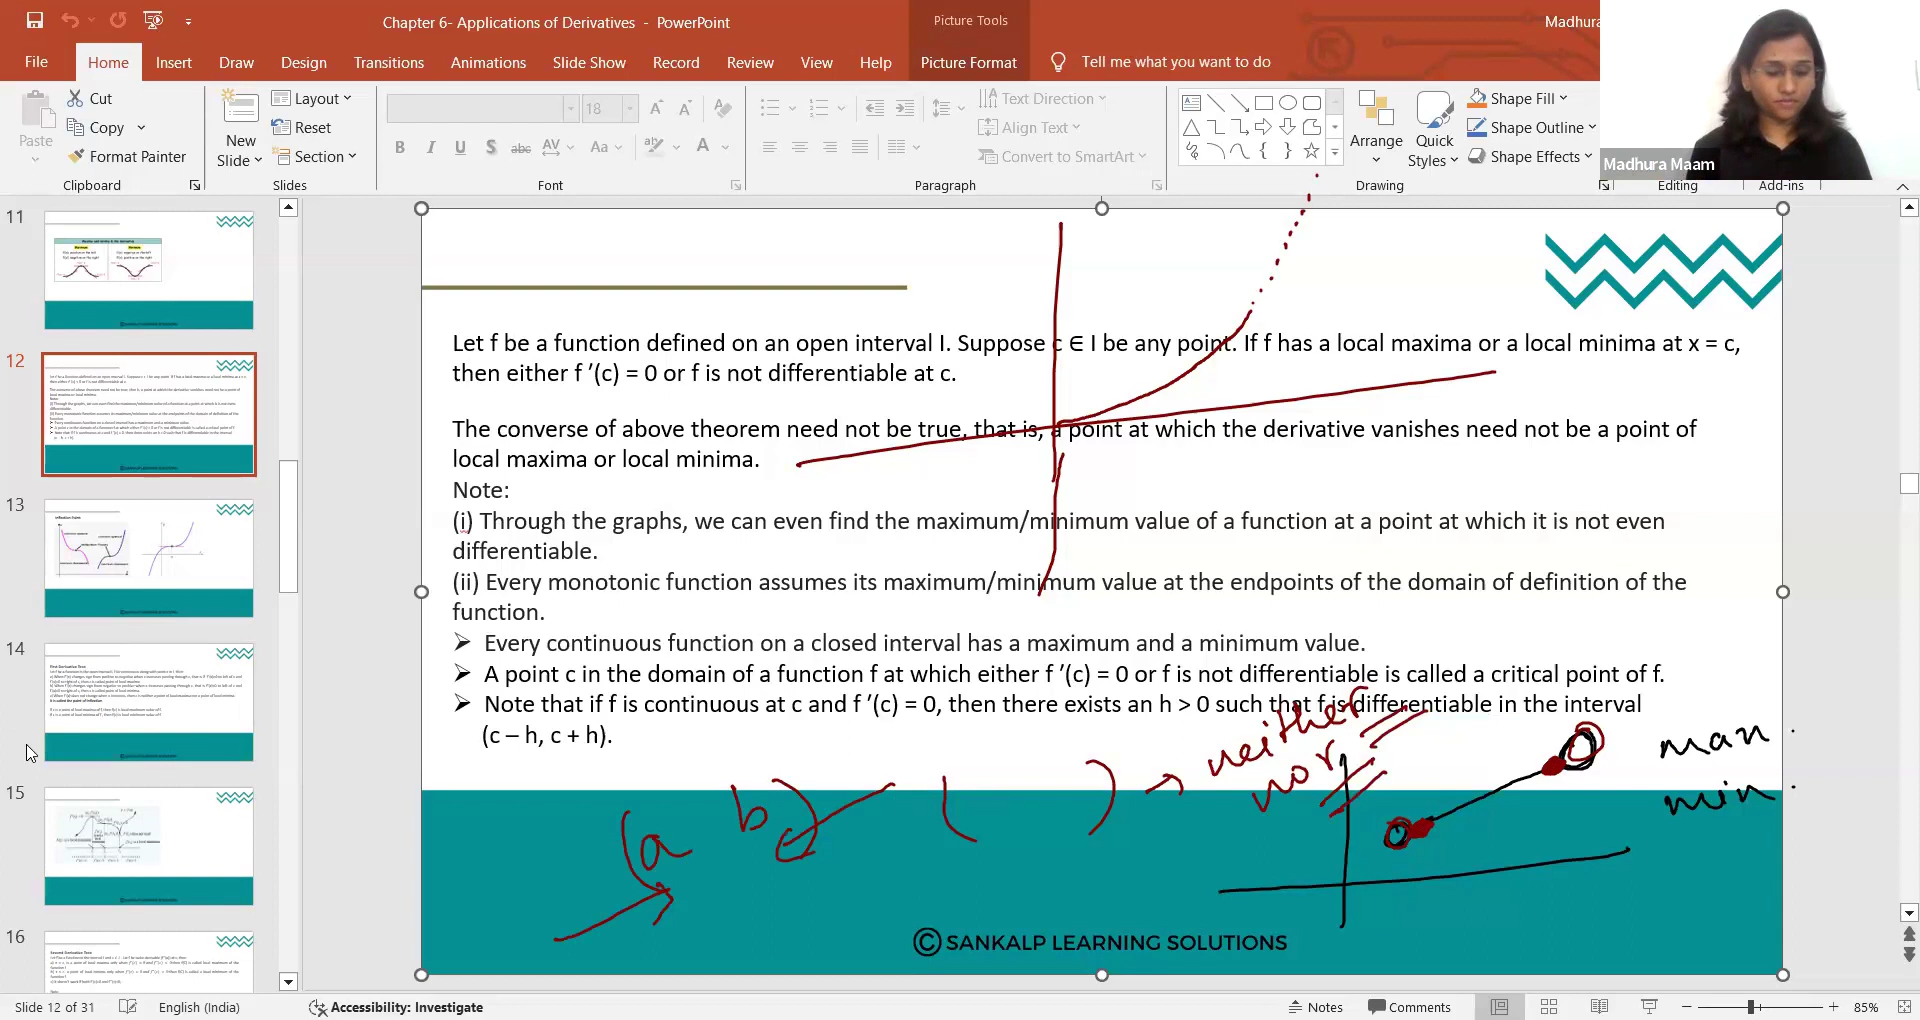 Chapter 6- Applications of Derivatives - PowerPoint
Picture Tools
Madhura
File
Home
Insert
Draw
Design
Transitions
Animations
Slide Show
Record
Review
View
Help
Picture Format
Tell me what you want to do
Paste
Cut
Copy
Format Painter
Clipboard
New
Slide
Layout
Reset
Section
Slides
18
B I U S abc AV Aa A
Font
Text Direction
Align Text
Convert to SmartArt
Paragraph
Arrange
Quick
Styles
Shape Fill
Shape Outline
Shape Effects
Drawing
Editing
Add-ins
Madhura Maam
11
12
13
14
15
16
Let f be a function defined on an open interval I. Suppose c ∈ I be any point. If f has a local maxima or a local minima at x = c,
then either f ′(c) = 0 or f is not differentiable at c.
The converse of above theorem need not be true, that is, a point at which the derivative vanishes need not be a point of
local maxima or local minima.
Note:
(i) Through the graphs, we can even find the maximum/minimum value of a function at a point at which it is not even
differentiable.
(ii) Every monotonic function assumes its maximum/minimum value at the endpoints of the domain of definition of the
function.
➢ Every continuous function on a closed interval has a maximum and a minimum value.
➢ A point c in the domain of a function f at which either f ′(c) = 0 or f is not differentiable is called a critical point of f.
➢ Note that if f is continuous at c and f ′(c) = 0, then there exists an h > 0 such that f is differentiable in the interval
(c – h, c + h).
(a b) ( ) → neither
nor
max
min
© SANKALP LEARNING SOLUTIONS
Slide 12 of 31
English (India)
Accessibility: Investigate
Notes
Comments
85%